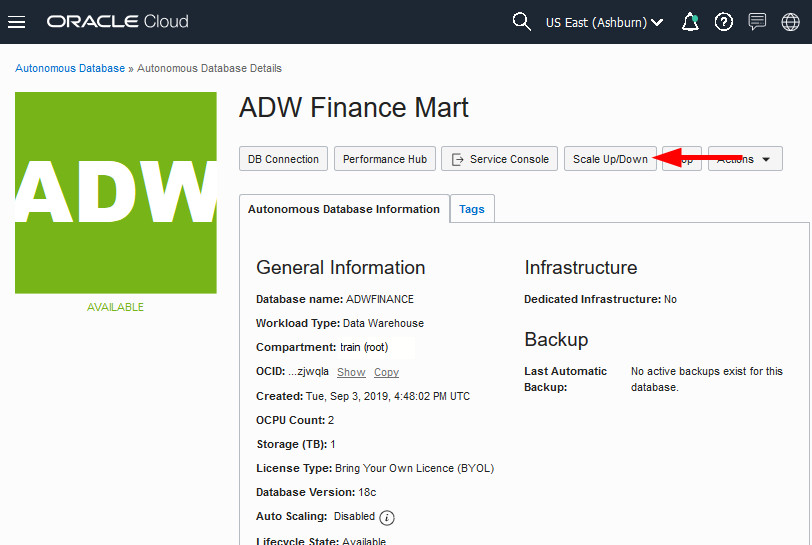 ORACLE Cloud
US East (Ashburn)
Autonomous Database » Autonomous Database Details
ADW
AVAILABLE
ADW Finance Mart
DB Connection
Performance Hub
Service Console
Scale Up/Down
Autonomous Database Information
Tags
General Information
Database name: ADWFINANCE
Workload Type: Data Warehouse
Compartment: train (root)
OCID: ...zjwqla Show Copy
Created: Tue, Sep 3, 2019, 4:48:02 PM UTC
OCPU Count: 2
Storage (TB): 1
License Type: Bring Your Own Licence (BYOL)
Database Version: 18c
Auto Scaling: Disabled
Lifecycle State: Available
Infrastructure
Dedicated Infrastructure: No
Backup
Last Automatic
Backup:
No active backups exist for this
database.